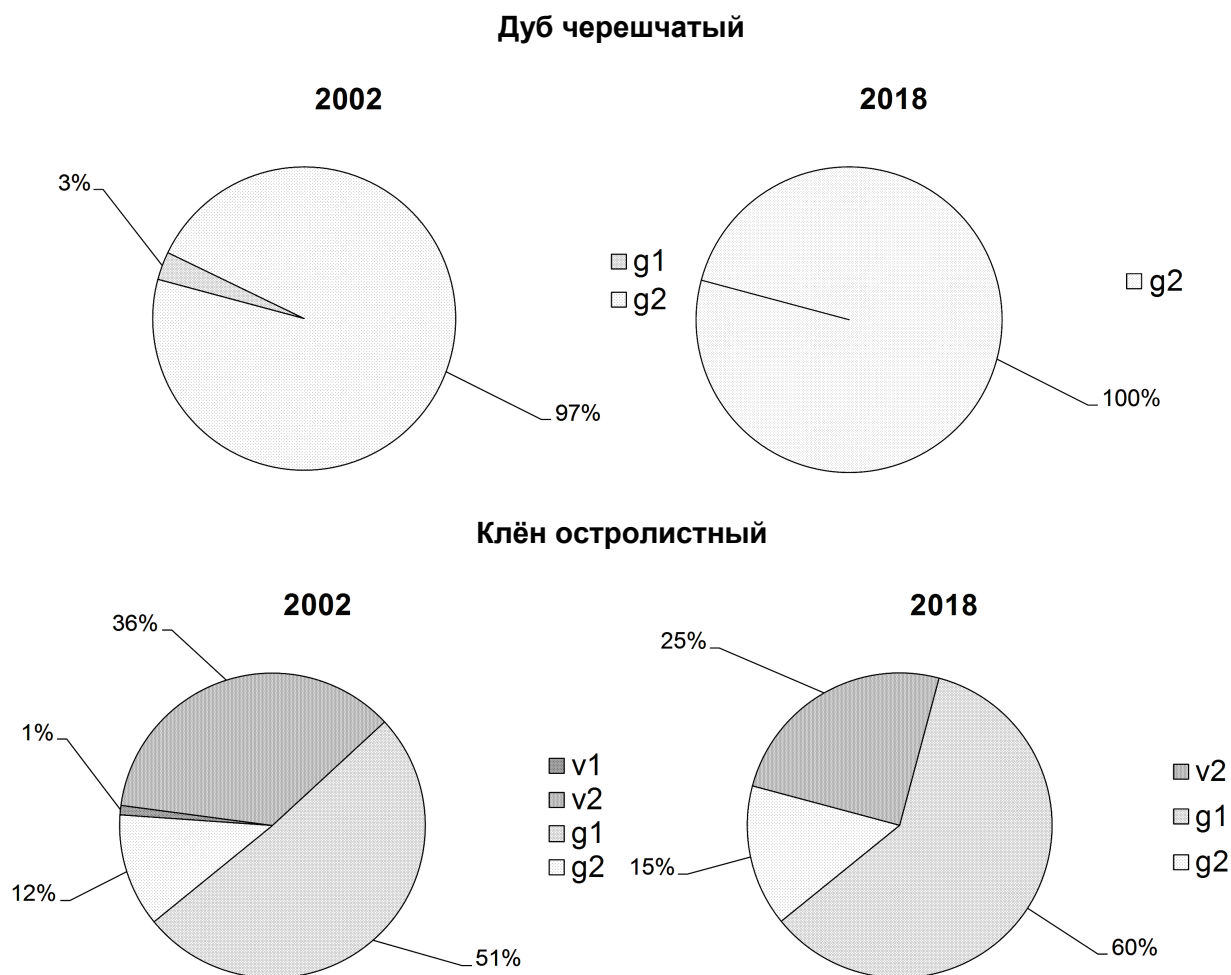 Дуб черешчатый
2002
2018
3%
97%
g1
g2
100%
g2
Клён остролистный
2002
2018
36%
1%
12%
51%
v1
v2
g1
g2
25%
15%
60%
v2
g1
g2